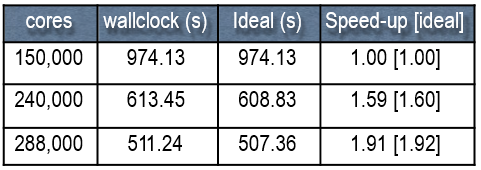 cores wallclock (s) Ideal (s) Speed-up [ideal]
150,000 974.13 974.13 1.00 [1.00]
240,000 613.45 608.83 1.59 [1.60]
288,000 511.24 507.36 1.91 [1.92]